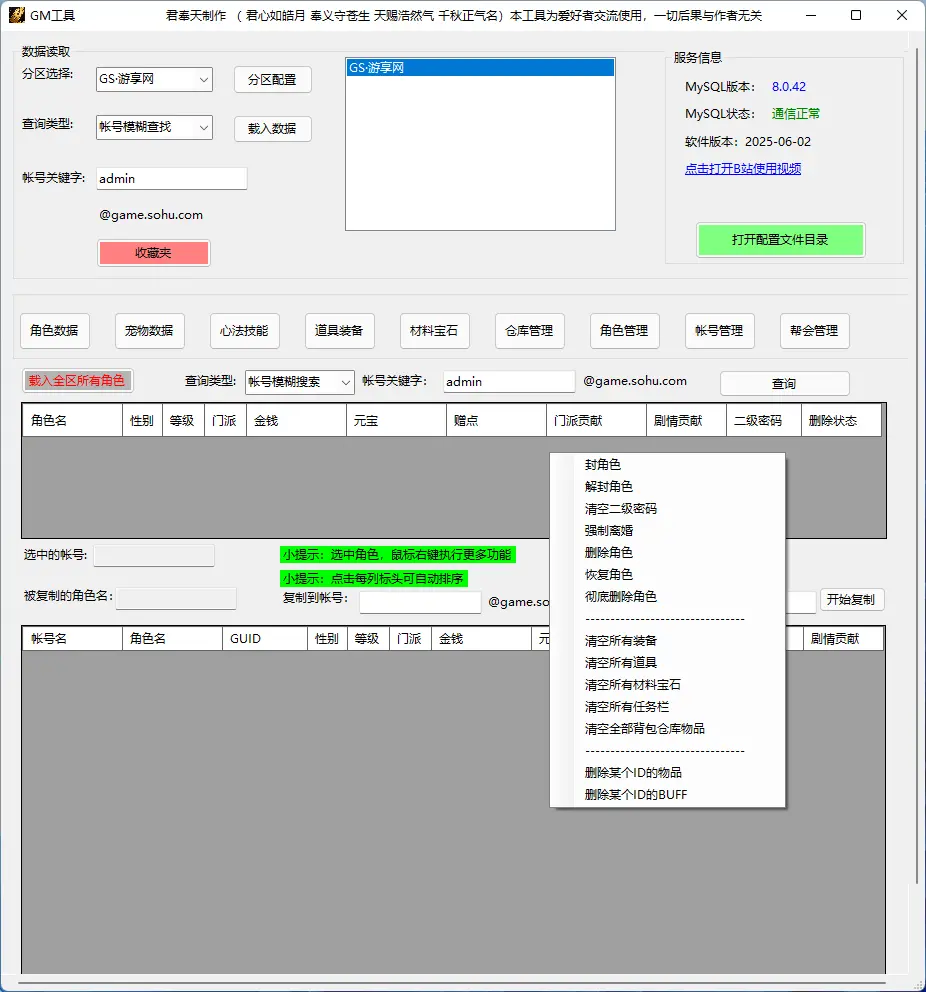 GM工具
君奉天制作 （ 君心如皓月 奉义守苍生 天赐浩然气 千秋正气名）本工具为爱好者交流使用，一切后果与作者无关
数据读取
分区选择:
GS·游享网
分区配置
查询类型:
帐号模糊查找
载入数据
帐号关键字:
admin
@game.sohu.com
收藏夹
GS·游享网
服务信息
MySQL版本:
8.0.42
MySQL状态:
通信正常
软件版本:
2025-06-02
点击打开B站使用视频
打开配置文件目录
角色数据
宠物数据
心法技能
道具装备
材料宝石
仓库管理
角色管理
帐号管理
帮会管理
载入全区所有角色
查询类型:
帐号模糊搜索
帐号关键字:
admin
@game.sohu.com
查询
角色名
性别
等级
门派
金钱
元宝
赠点
门派贡献
剧情贡献
二级密码
删除状态
选中的帐号:
小提示：选中角色，鼠标右键执行更多功能
小提示：点击每列标头可自动排序
被复制的角色名:
复制到帐号:
@game.so
开始复制
帐号名
角色名
GUID
性别
等级
门派
金钱
元
剧情贡献
封角色
解封角色
清空二级密码
强制离婚
删除角色
恢复角色
彻底删除角色
--------------------------------
清空所有装备
清空所有道具
清空所有材料宝石
清空所有任务栏
清空全部背包仓库物品
--------------------------------
删除某个ID的物品
删除某个ID的BUFF